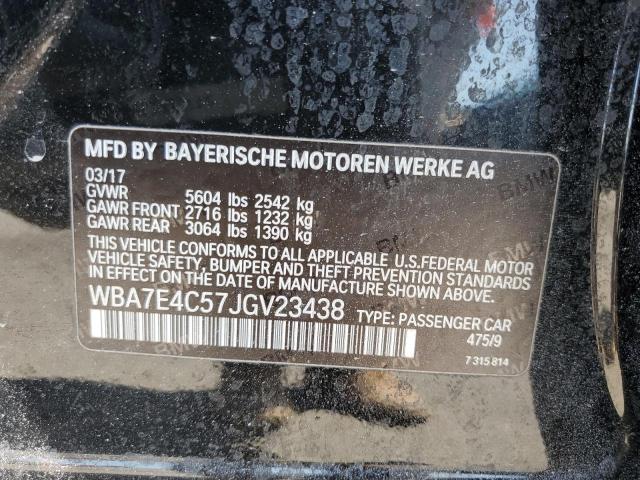 MFD BY BAYERISCHE MOTOREN WERKE AG
03/17
GVWR 5604 lbs 2542 kg
GAWR FRONT 2716 lbs 1232 kg
GAWR REAR 3064 lbs 1390 kg
THIS VEHICLE CONFORMS TO ALL APPLICABLE U.S.FEDERAL MOTOR
VEHICLE SAFETY, BUMPER AND THEFT PREVENTION STANDARDS
IN EFFECT ON THE DATE OF MANUFACTURE SHOWN ABOVE.
WBA7E4C57JGV23438 TYPE: PASSENGER CAR
475/9
7 315 814